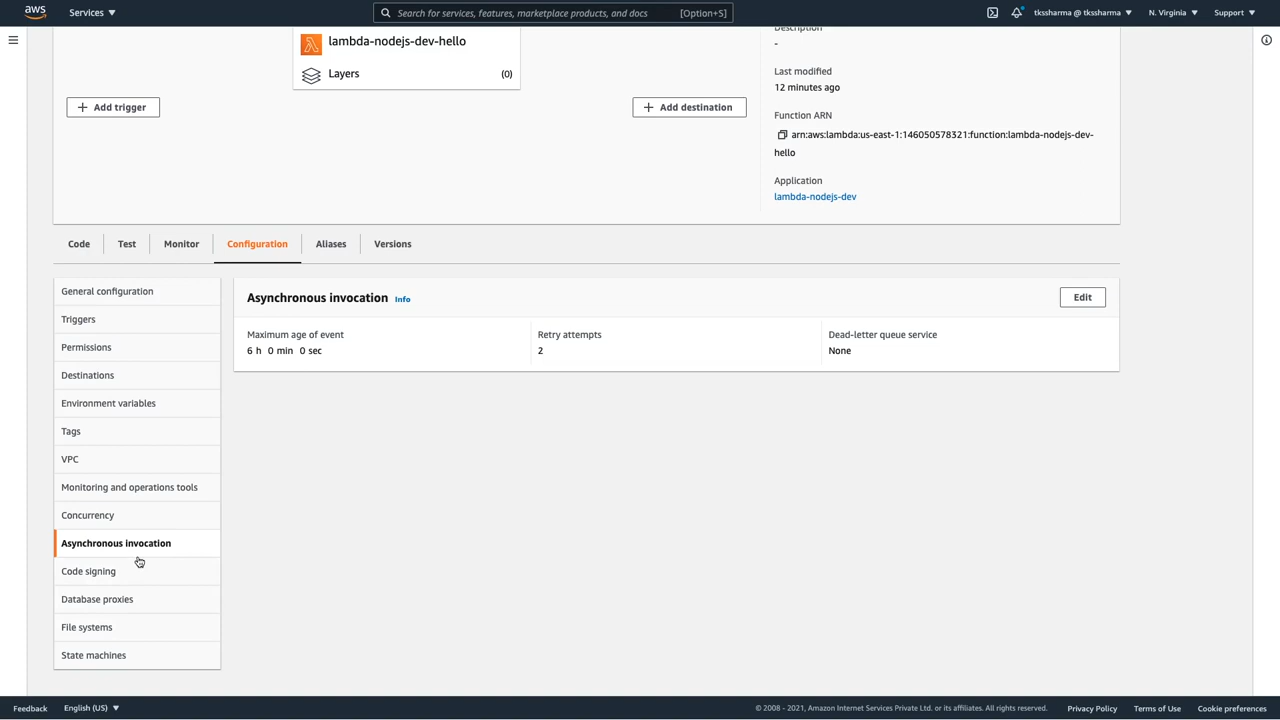 aws Services Search for services, features, marketplace products, and docs [Option+S] tkssharma @ tkssharma N. Virginia Support
lambda-nodejs-dev-hello
Layers (0)
Add trigger
Add destination
Description
-
Last modified
12 minutes ago
Function ARN
arn:aws:lambda:us-east-1:146050578321:function:lambda-nodejs-dev-
hello
Application
lambda-nodejs-dev
Code Test Monitor Configuration Aliases Versions
General configuration
Triggers
Permissions
Destinations
Environment variables
Tags
VPC
Monitoring and operations tools
Concurrency
Asynchronous invocation
Code signing
Database proxies
File systems
State machines
Asynchronous invocation Info Edit
Maximum age of event Retry attempts Dead-letter queue service
6 h 0 min 0 sec 2 None
Feedback English (US) © 2008 - 2021, Amazon Internet Services Private Ltd. or its affiliates. All rights reserved. Privacy Policy Terms of Use Cookie preferences